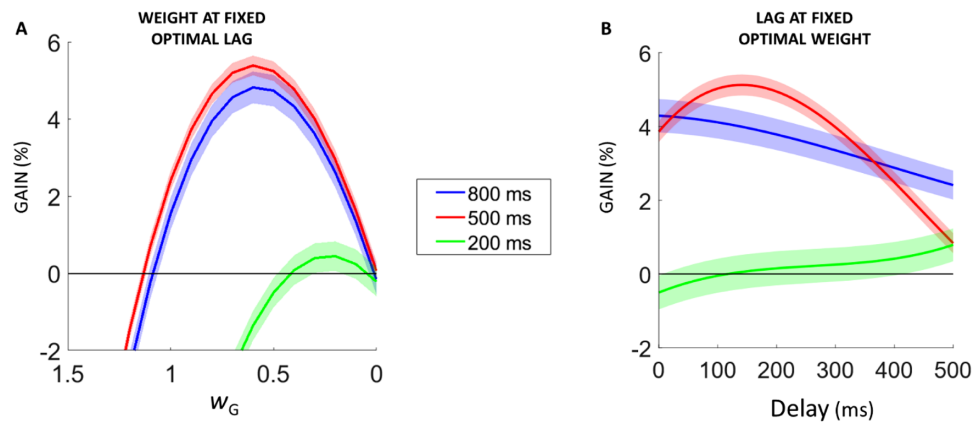 A
WEIGHT AT FIXED
OPTIMAL LAG
GAIN (%)
6
4
2
0
-2
1.5
1
0.5
0
wG
800 ms
500 ms
200 ms
B
LAG AT FIXED
OPTIMAL WEIGHT
GAIN (%)
6
4
2
0
-2
0
100
200
300
400
500
Delay (ms)